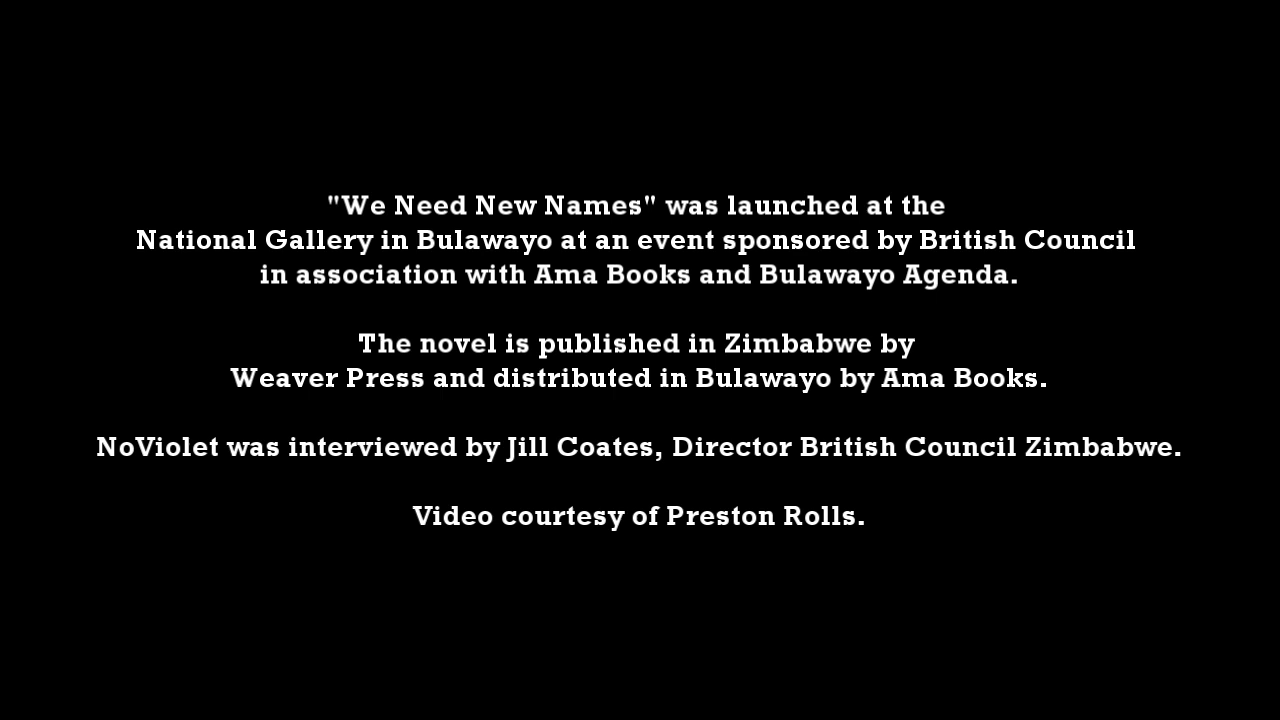 "We Need New Names" was launched at the
National Gallery in Bulawayo at an event sponsored by British Council
in association with Ama Books and Bulawayo Agenda.
The novel is published in Zimbabwe by
Weaver Press and distributed in Bulawayo by Ama Books.
NoViolet was interviewed by Jill Coates, Director British Council Zimbabwe.
Video courtesy of Preston Rolls.